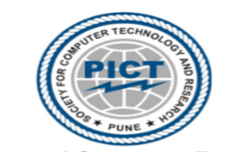 SOCIETY FOR COMPUTER TECHNOLOGY AND RESEARCH
PICT
★ PUNE ★